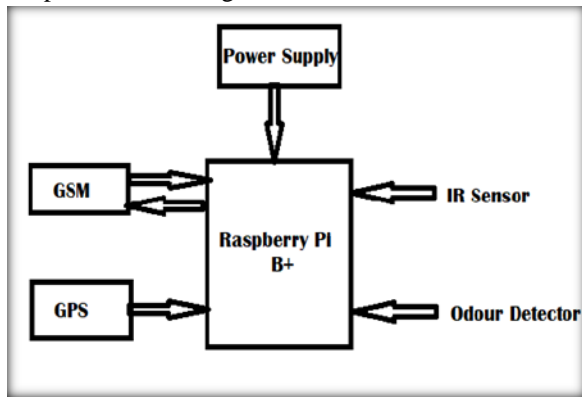 Power Supply
GSM
Raspberry Pi
B+
IR Sensor
GPS
Odour Detector